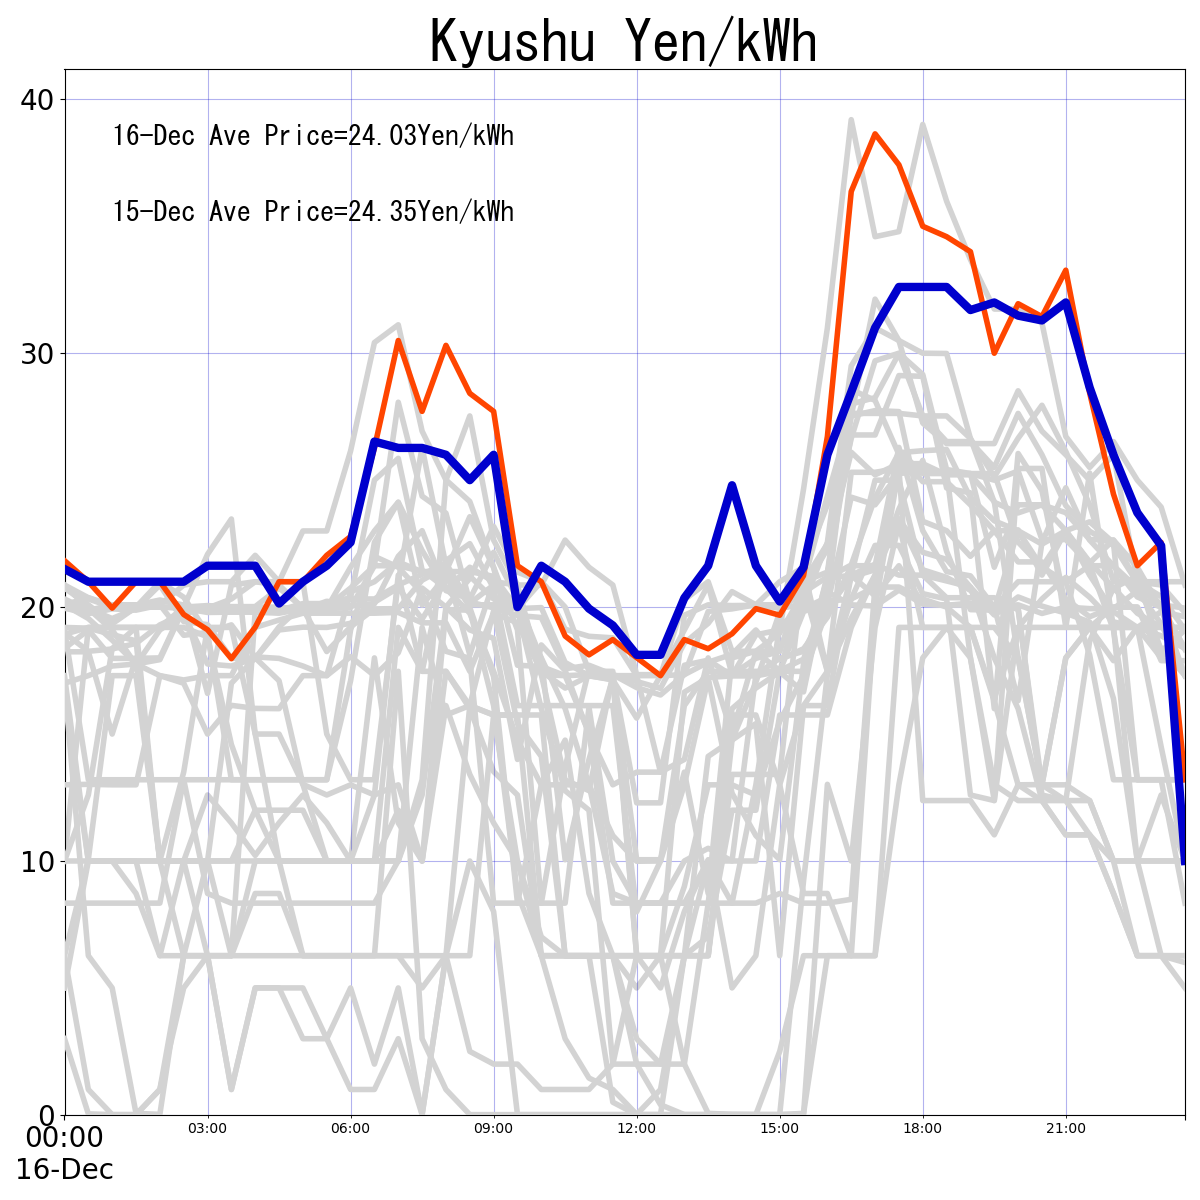 Kyushu Yen/kWh
40
16-Dec Ave Price=24.03Yen/kWh
15-Dec Ave Price=24.35Yen/kWh
30
20
10
0
00:00 03:00 06:00 09:00 12:00 15:00 18:00 21:00
16-Dec